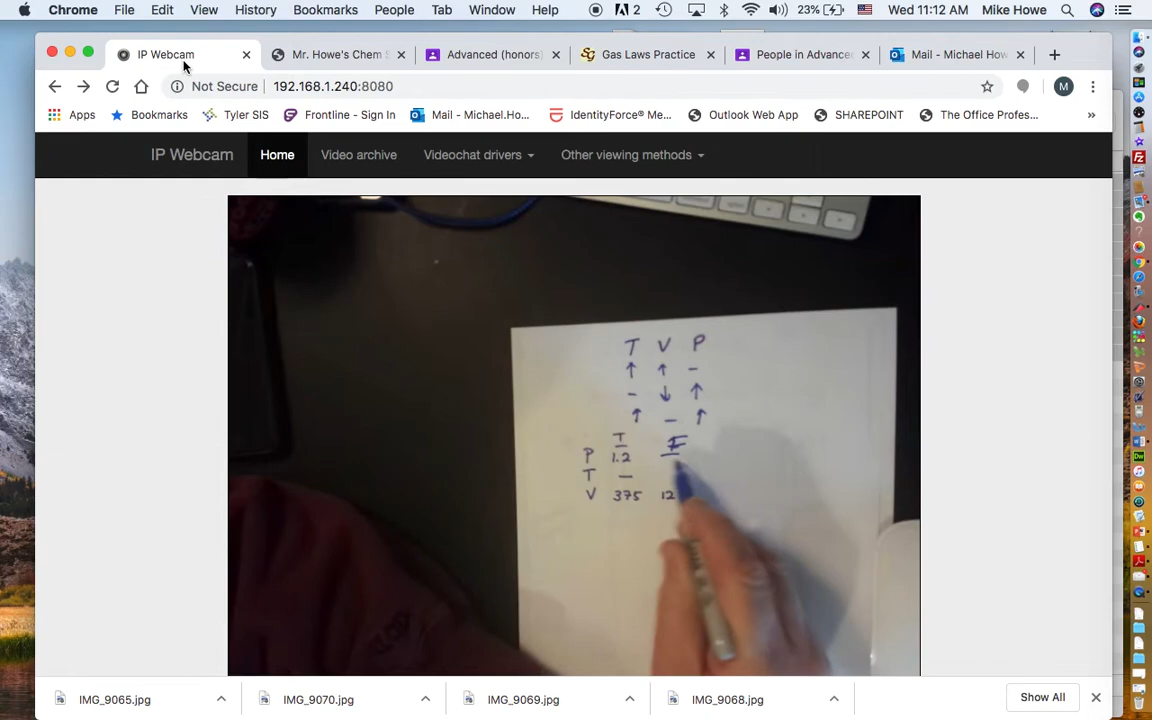 Chrome File Edit View History Bookmarks People Tab Window Help 2 23% Wed 11:12 AM Mike Howe
IP Webcam Mr. Howe's Chem S Advanced (honors) Gas Laws Practice People in Advance Mail - Michael How
Not Secure 192.168.1.240:8080 M
Apps Bookmarks Tyler SIS Frontline - Sign In Mail - Michael.Ho... IdentityForce® Me... Outlook Web App SHAREPOINT The Office Profes... »
IP Webcam Home Video archive Videochat drivers Other viewing methods
T V P
↑ ↑ -
- ↓ ↑
↑ - ↑
I F
P 1.2
T —
V 375 12
IMG_9065.jpg IMG_9070.jpg IMG_9069.jpg IMG_9068.jpg Show All